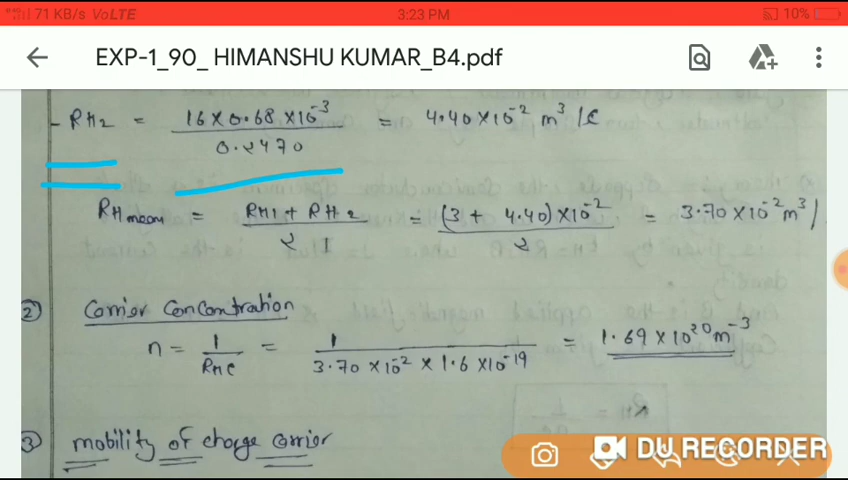 71 KB/s VoLTE 3:23 PM 10%
EXP-1_90_ HIMANSHU KUMAR_B4.pdf
RH2 = 16 × 0.68 × 10⁻³ / 0.2470 = 4.40 × 10⁻² m³/C
RH mean = RH1 + RH2 / 2 = (3 + 4.40) × 10⁻² / 2 = 3.70 × 10⁻² m³/
2) Carrier Concentration
n = 1 / RHe = 1 / 3.70 × 10⁻² × 1.6 × 10⁻¹⁹ = 1.69 × 10²⁰ m⁻³
3) mobility of charge carrier
DU RECORDER